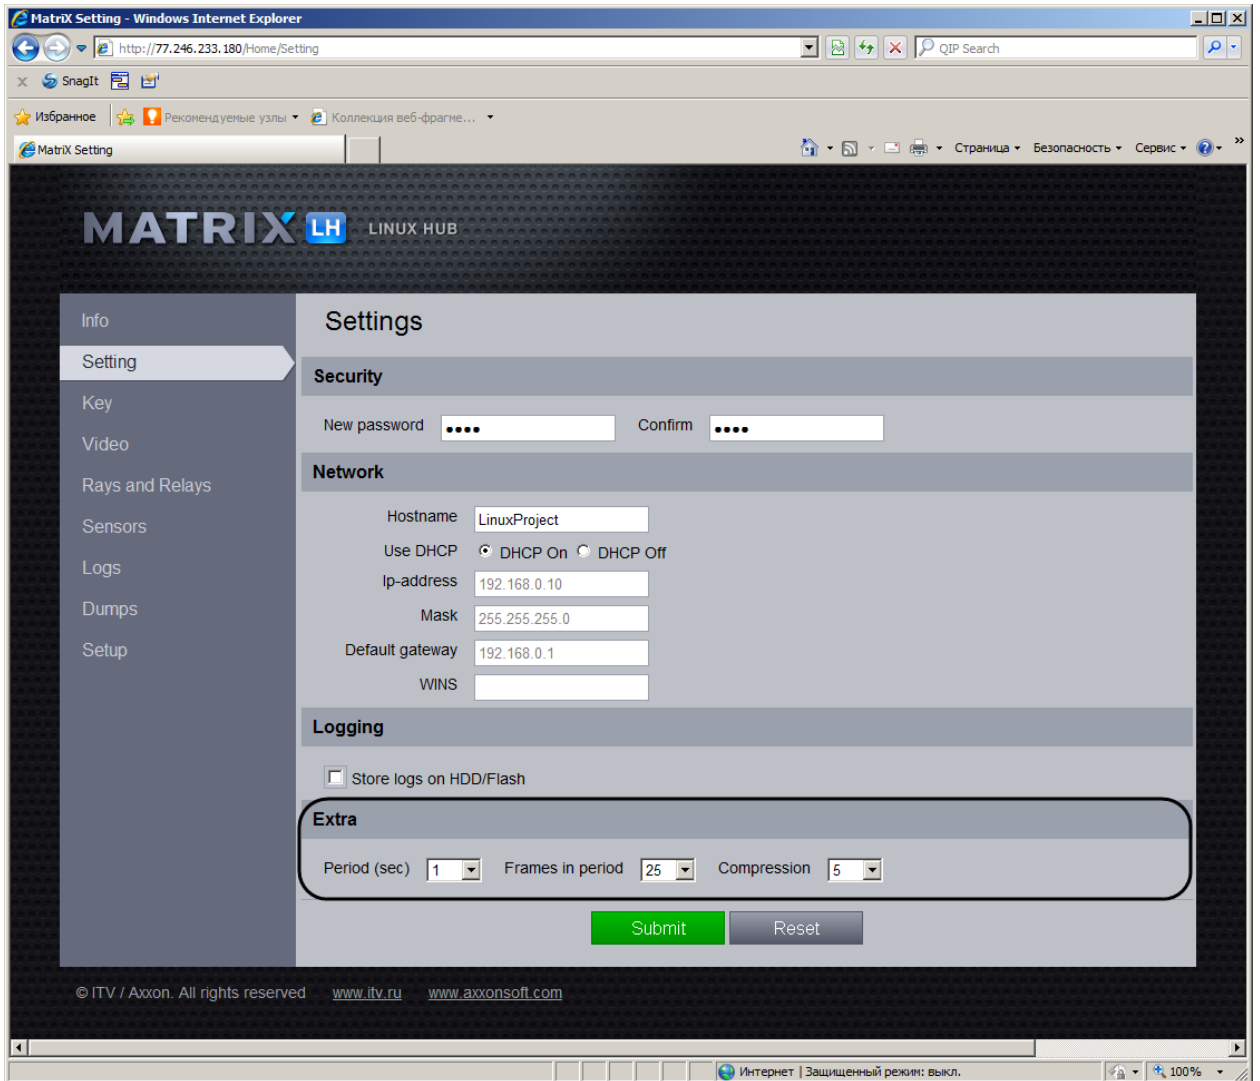 MatriX Setting - Windows Internet Explorer
http://77.246.233.180/Home/Setting
QIP Search
x SnagIt
Избранное Рекомендуемые узлы Коллекция веб-фрагме...
MatriX Setting
Страница Безопасность Сервис »
MATRIX LH LINUX HUB
Info
Setting
Key
Video
Rays and Relays
Sensors
Logs
Dumps
Setup
Settings
Security
New password •••• Confirm ••••
Network
Hostname LinuxProject
Use DHCP DHCP On DHCP Off
Ip-address 192.168.0.10
Mask 255.255.255.0
Default gateway 192.168.0.1
WINS
Logging
Store logs on HDD/Flash
Extra
Period (sec) 1 Frames in period 25 Compression 5
Submit Reset
© ITV / Axxon. All rights reserved www.itv.ru www.axxonsoft.com
Интернет | Защищенный режим: выкл. 100%